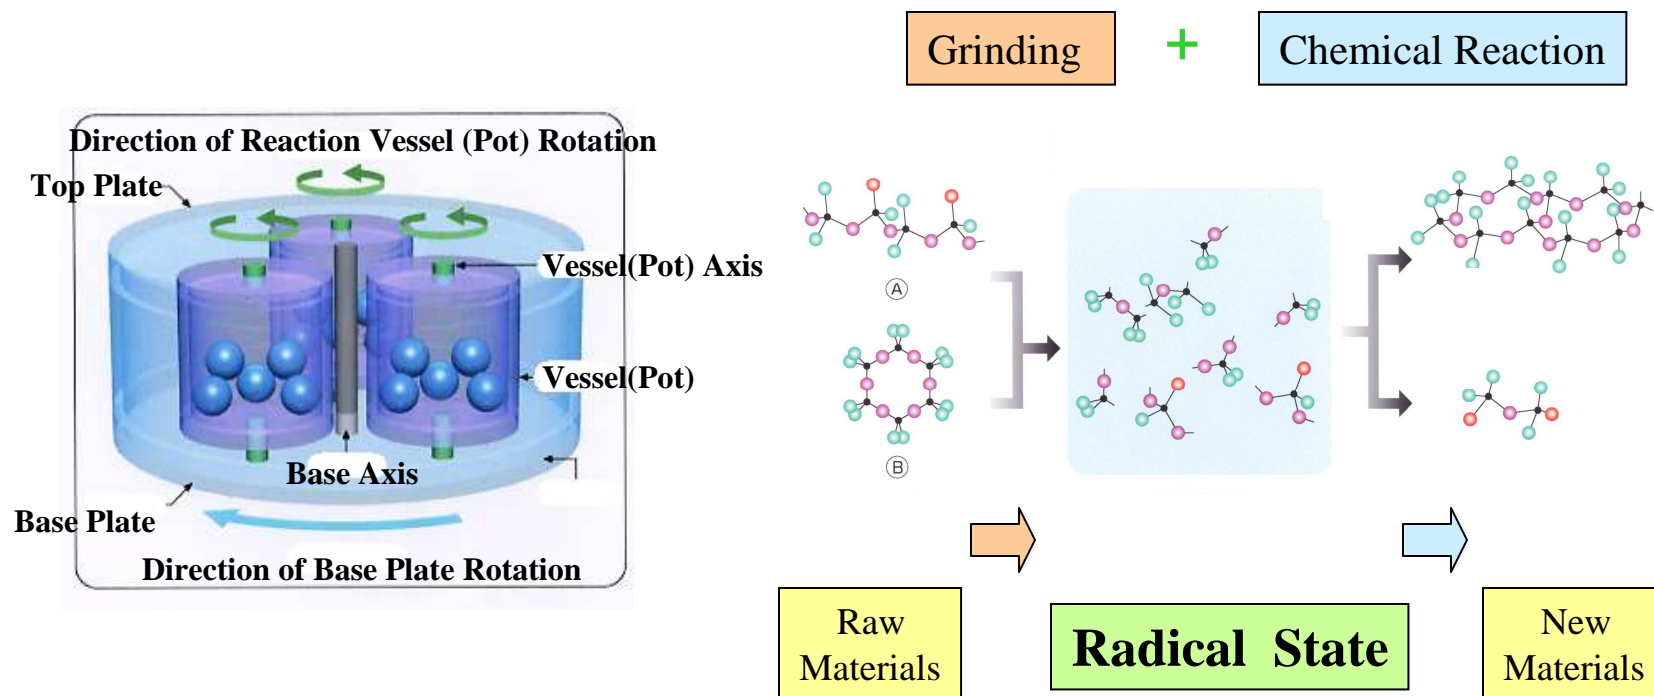 Grinding + Chemical Reaction
Direction of Reaction Vessel (Pot) Rotation
Top Plate
Vessel(Pot) Axis
Vessel(Pot)
Base Axis
Base Plate
Direction of Base Plate Rotation
A
B
Raw
Materials
Radical State
New
Materials